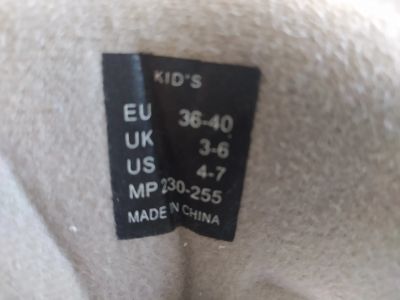 KID'S
EU 36-40
UK 3-6
US 4-7
MP 230-255
MADE IN CHINA